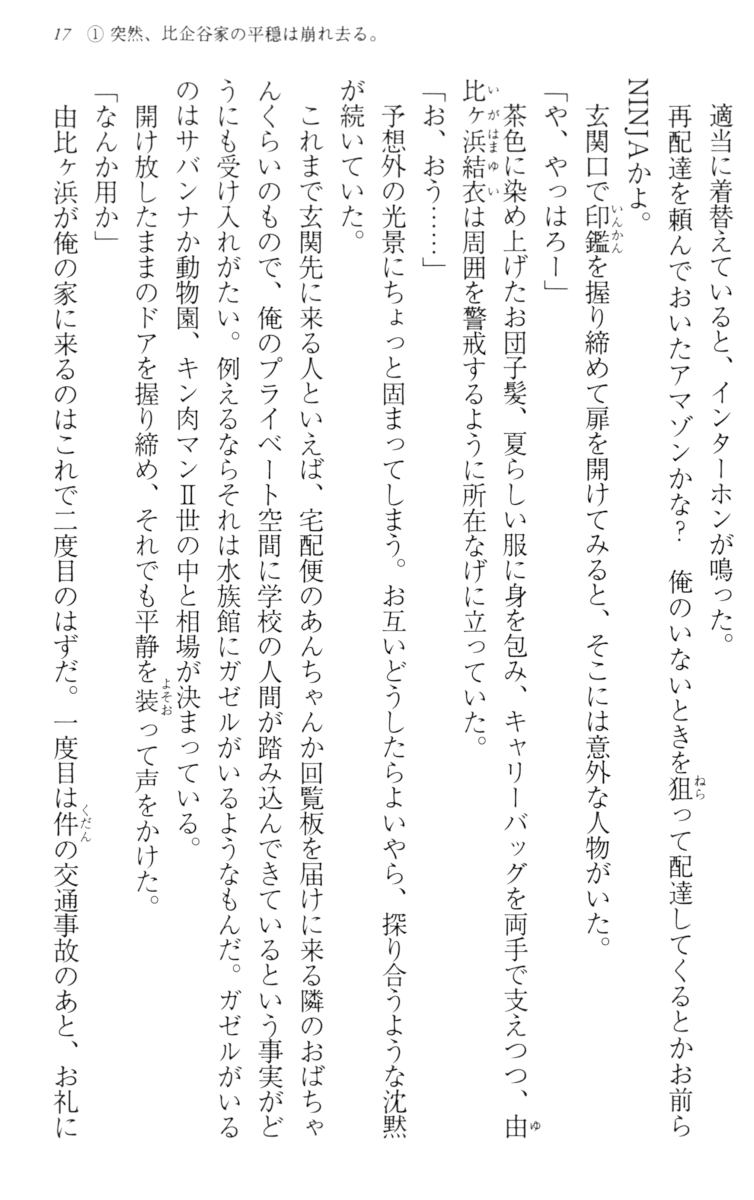 17 ① 突然、比企谷家の平穏は崩れ去る。
適当に着替えていると、インターホンが鳴った。
再配達を頼んでおいたアマゾンかな?　俺のいないときを狙って配達してくるとかお前ら
NINJAかよ。
玄関口で印鑑を握り締めて扉を開けてみると、そこには意外な人物がいた。
「や、やっはろー」
茶色に染め上げたお団子髪、夏らしい服に身を包み、キャリーバッグを両手で支えつつ、由
比ヶ浜結衣は周囲を警戒するように所在なげに立っていた。
「お、おう……」
予想外の光景にちょっと固まってしまう。お互いどうしたらよいやら、探り合うような沈黙
が続いていた。
これまで玄関先に来る人といえば、宅配便のあんちゃんか回覧板を届けに来る隣のおばちゃ
んくらいのもので、俺のプライベート空間に学校の人間が踏み込んできているという事実がど
うにも受け入れがたい。例えるならそれは水族館にガゼルがいるようなもんだ。ガゼルがいる
のはサバンナか動物園、キン肉マンⅡ世の中と相場が決まっている。
開け放したままのドアを握り締め、それでも平静を装って声をかけた。
「なんか用か」
由比ヶ浜が俺の家に来るのはこれで二度目のはずだ。一度目は件の交通事故のあと、お礼に